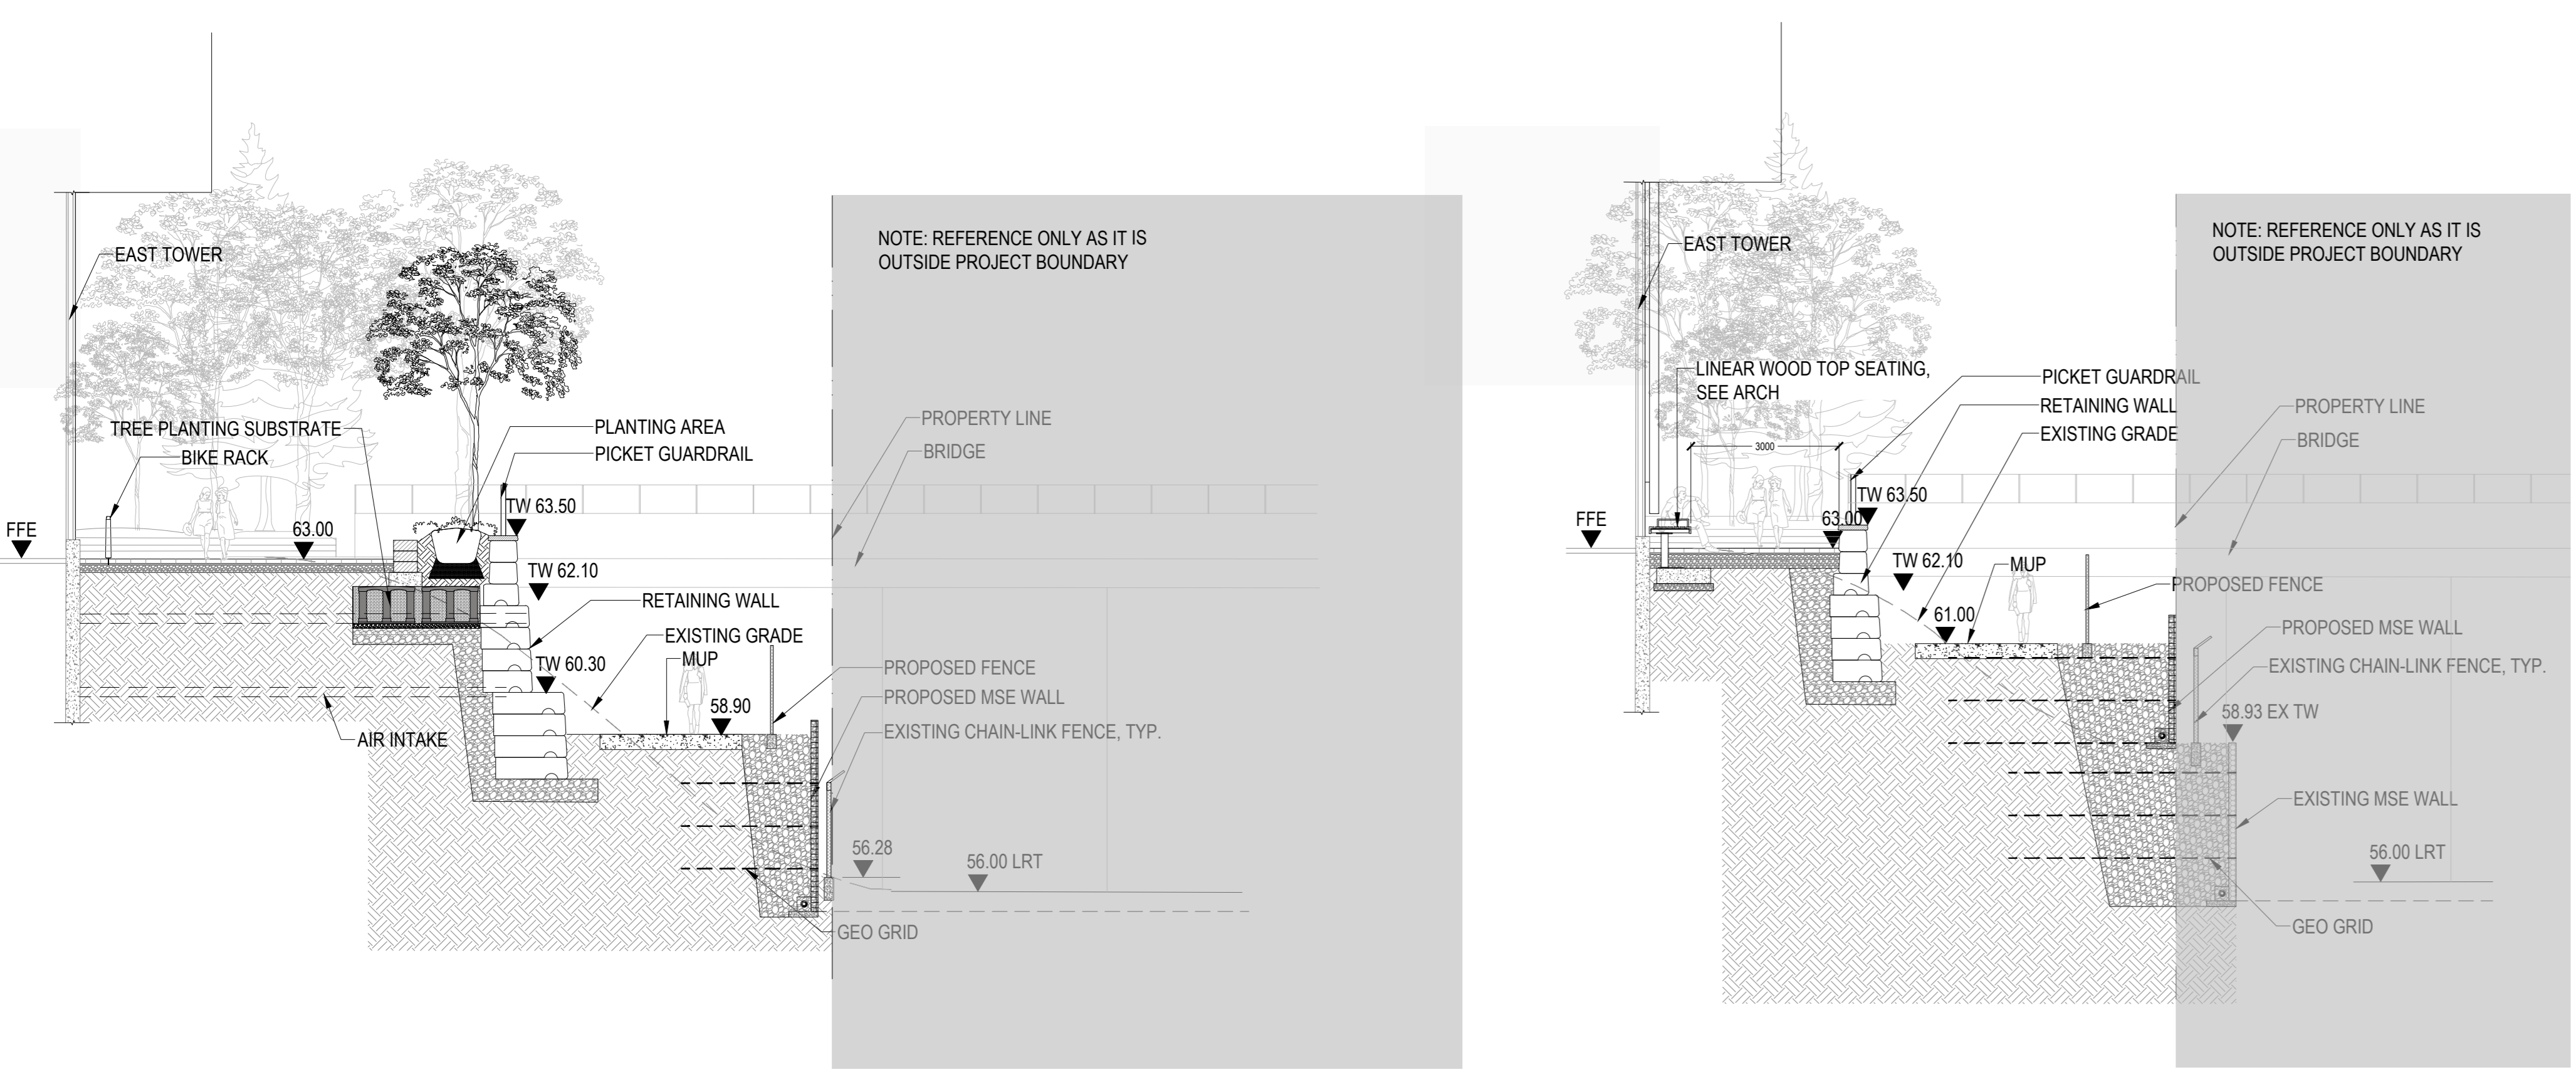 NOTE: REFERENCE ONLY AS IT IS
OUTSIDE PROJECT BOUNDARY
EAST TOWER
PROPERTY LINE
PLANTING AREA
TREE PLANTING SUBSTRATE
BRIDGE
PICKET GUARDRAIL
BIKE RACK
TW 63.50
FFE
63.00
TW 62.10
RETAINING WALL
EXISTING GRADE
MUP
TW 60.30
PROPOSED FENCE
PROPOSED MSE WALL
58.90
EXISTING CHAIN-LINK FENCE, TYP.
AIR INTAKE
56.28
56.00 LRT
GEO GRID
NOTE: REFERENCE ONLY AS IT IS
OUTSIDE PROJECT BOUNDARY
EAST TOWER
LINEAR WOOD TOP SEATING,
SEE ARCH
PICKET GUARDRAIL
RETAINING WALL
PROPERTY LINE
EXISTING GRADE
BRIDGE
3000
TW 63.50
FFE
63.00
TW 62.10
MUP
PROPOSED FENCE
61.00
PROPOSED MSE WALL
EXISTING CHAIN-LINK FENCE, TYP.
58.93 EX TW
EXISTING MSE WALL
56.00 LRT
GEO GRID